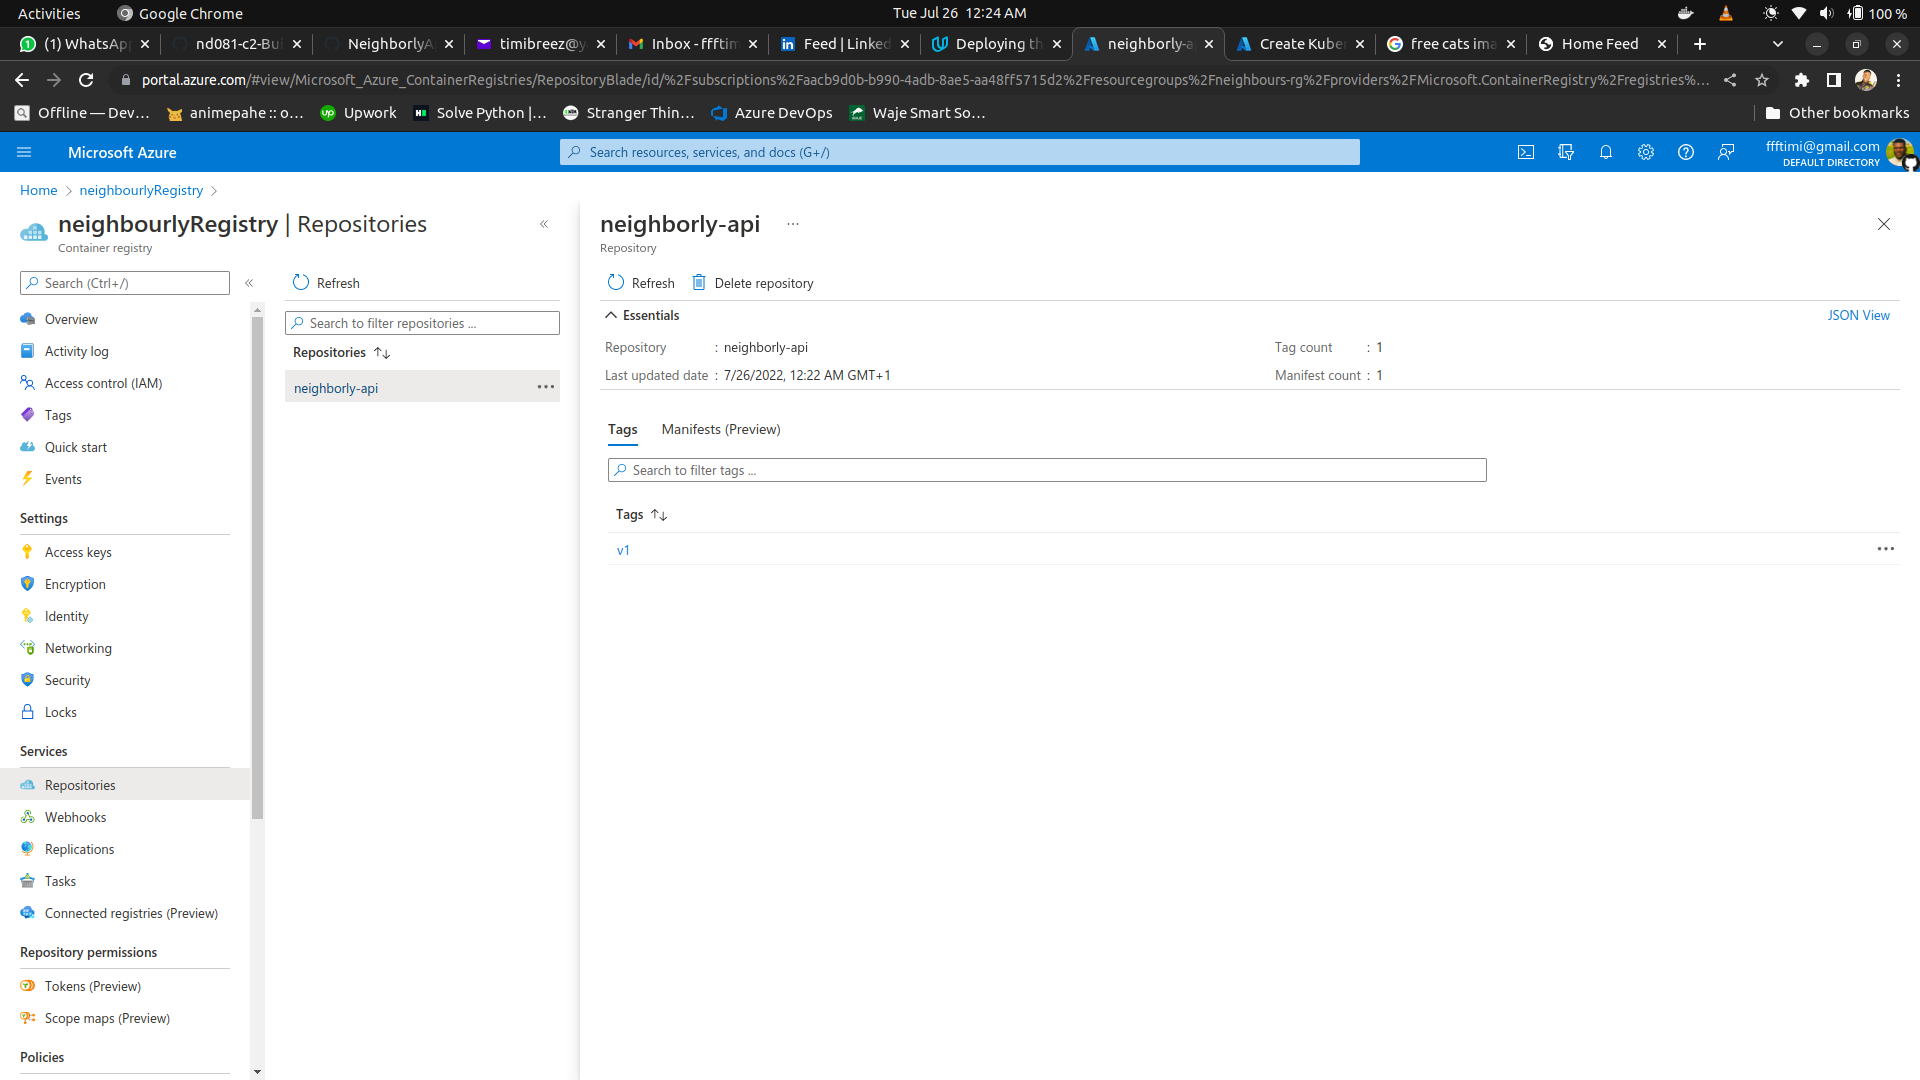 Activities
Google Chrome
Tue Jul 26 12:24 AM
100 %
(1) WhatsAp
nd081-c2-Bui
NeighborlyA
timibreez@y
Inbox - ffftim
Feed | Linked
Deploying th
neighborly-a
Create Kube
free cats ima
Home Feed
portal.azure.com/#view/Microsoft_Azure_ContainerRegistries/RepositoryBlade/id/%2Fsubscriptions%2Faacb9d0b-b990-4adb-8ae5-aa48ff5715d2%2Fresourcegroups%2Fneighbours-rg%2Fproviders%2FMicrosoft.ContainerRegistry%2Fregistries%...
Offline — Dev...
animepahe :: o...
Upwork
Solve Python |...
Stranger Thin...
Azure DevOps
Waje Smart So...
Other bookmarks
Microsoft Azure
Search resources, services, and docs (G+/)
ffftimi@gmail.com
DEFAULT DIRECTORY
Home > neighbourlyRegistry >
neighbourlyRegistry | Repositories
Container registry
Search (Ctrl+/)
Overview
Activity log
Access control (IAM)
Tags
Quick start
Events
Settings
Access keys
Encryption
Identity
Networking
Security
Locks
Services
Repositories
Webhooks
Replications
Tasks
Connected registries (Preview)
Repository permissions
Tokens (Preview)
Scope maps (Preview)
Policies
Refresh
Search to filter repositories ...
Repositories
neighborly-api
neighborly-api
Repository
Refresh
Delete repository
Essentials
JSON View
Repository : neighborly-api
Tag count : 1
Last updated date : 7/26/2022, 12:22 AM GMT+1
Manifest count : 1
Tags
Manifests (Preview)
Search to filter tags ...
Tags
v1